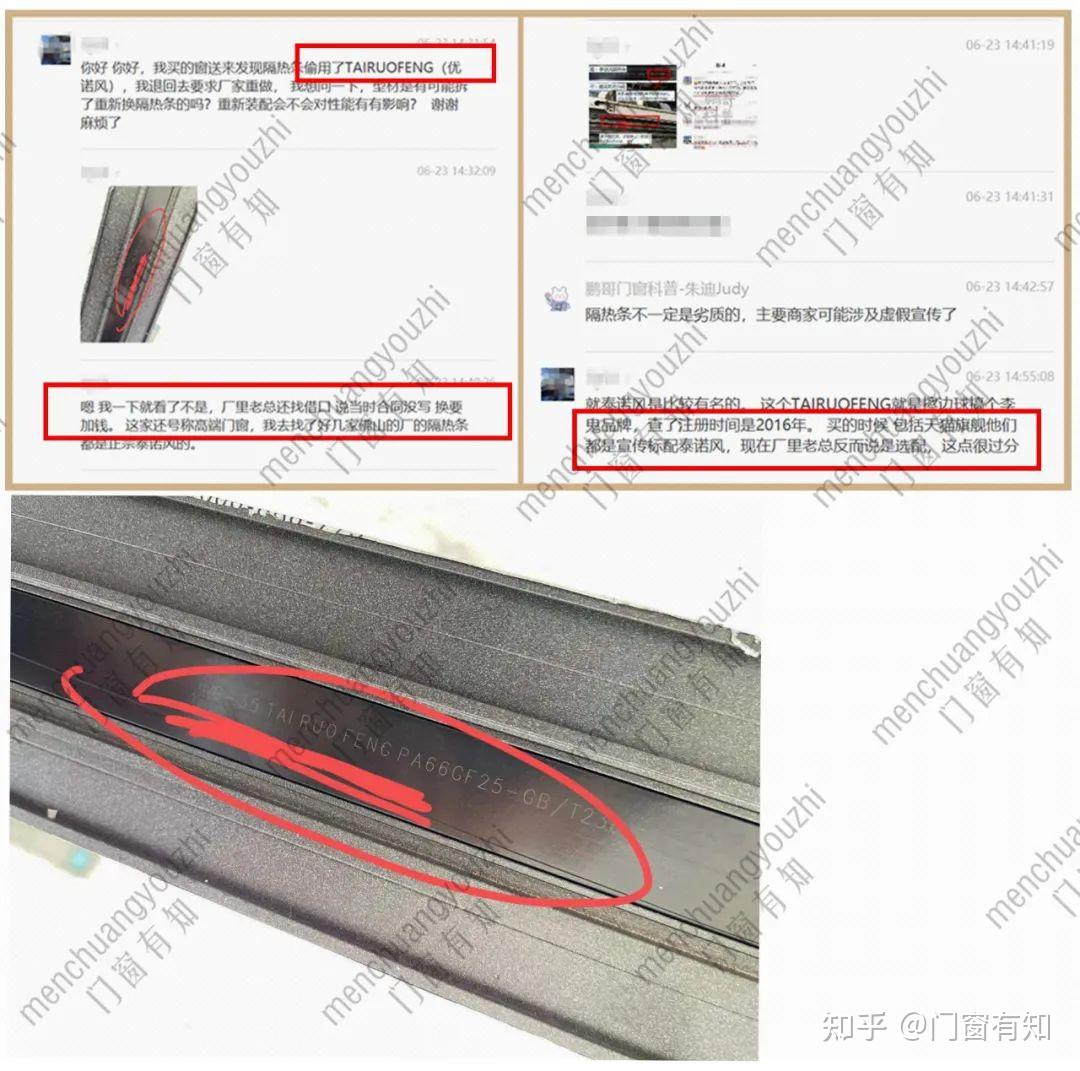 06-23 14:31:54
你好 你好，我买的窗送来发现隔热条偷用了TAIRUOFENG（优
诺风），我退回去要求厂家重做， 我想问一下，型材是有可能拆
了重新换隔热条的吗？重新装配会不会对性能有有影响？ 谢谢
麻烦了
06-23 14:32:09
嗯 我一下就看了不是，厂里老总还找借口 说当时合同没写 换要
加钱。 这家还号称高端门窗，我去找了好几家佛山的厂的隔热条
都是正宗泰诺风的。
06-23 14:41:19
06-23 14:41:31
鹏哥门窗科普-朱迪Judy
06-23 14:42:57
隔热条不一定是劣质的，主要商家可能涉及虚假宣传了
06-23 14:55:08
就泰诺风是比较有名的。 这个TAIRUOFENG就是擦边球搞个李
鬼品牌，查了注册时间是2016年。 买的时候 包括天猫旗舰他们
都是宣传标配泰诺风，现在厂里老总反而说是选配，这点很过分
TAIRUOFENG PA66GF25-GB/T23
menchuangyouzhi
门窗有知
知乎 @门窗有知